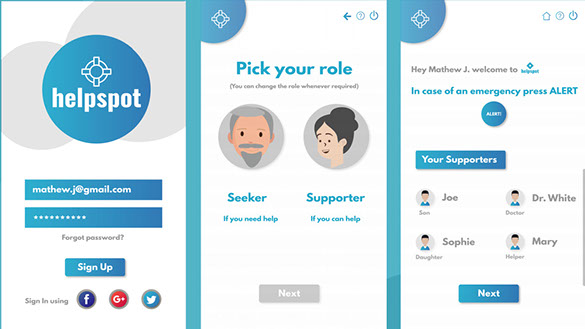 helpspot
mathew.j@gmail.com
**********
Forgot password?
Sign Up
Sign In using
f
G+
Pick your role
(You can change the role whenever required)
Seeker
Supporter
If you need help
If you can help
Next
Hey Mathew J. welcome to helpspot
In case of an emergency press ALERT
ALERT!
Your Supporters
Joe
Son
Dr. White
Doctor
Sophie
Daughter
Mary
Helper
Next